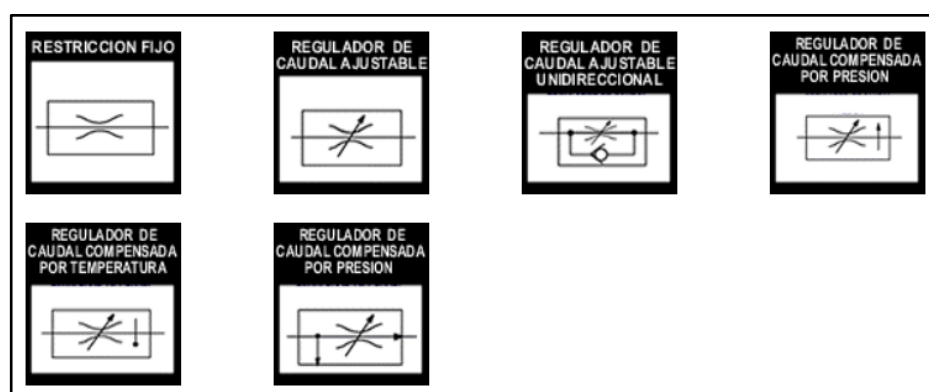 RESTRICCION FIJO
REGULADOR DE
CAUDAL AJUSTABLE
REGULADOR DE
CAUDAL AJUSTABLE
UNIDIRECCIONAL
REGULADOR DE
CAUDAL COMPENSADA
POR PRESION
REGULADOR DE
CAUDAL COMPENSADA
POR TEMPERATURA
REGULADOR DE
CAUDAL COMPENSADA
POR PRESION